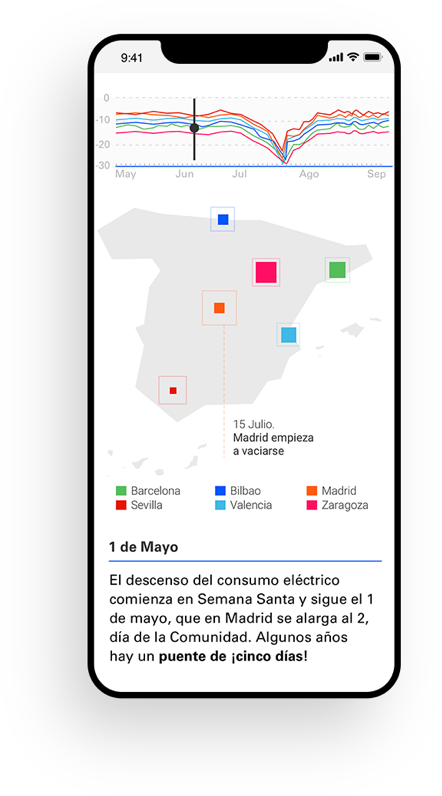 9:41
0
-10
-20
-30
May Jun Jul Ago Sep
15 Julio.
Madrid empieza
a vaciarse
Barcelona Bilbao Madrid
Sevilla Valencia Zaragoza
1 de Mayo
El descenso del consumo eléctrico
comienza en Semana Santa y sigue el 1
de mayo, que en Madrid se alarga al 2,
día de la Comunidad. Algunos años
hay un puente de ¡cinco días!